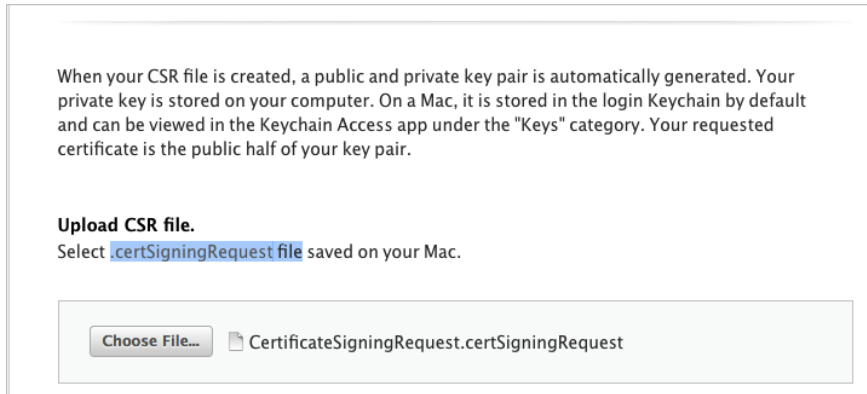 When your CSR file is created, a public and private key pair is automatically generated. Your
private key is stored on your computer. On a Mac, it is stored in the login Keychain by default
and can be viewed in the Keychain Access app under the "Keys" category. Your requested
certificate is the public half of your key pair.
Upload CSR file.
Select .certSigningRequest file saved on your Mac.
Choose File... CertificateSigningRequest.certSigningRequest